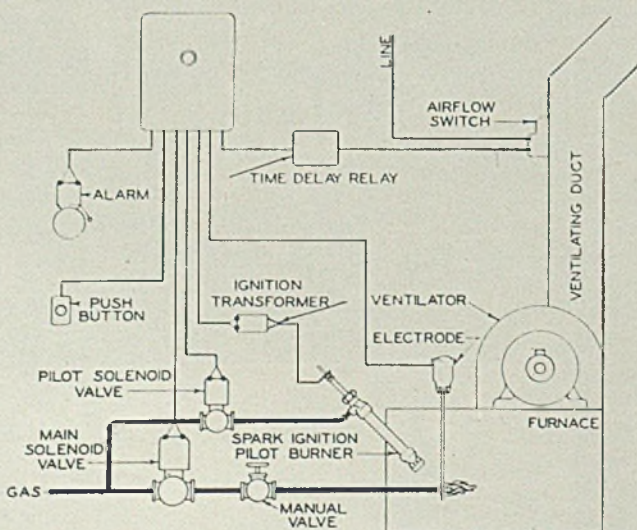 LINE
AIRFLOW
SWITCH
TIME DELAY RELAY
ALARM
VENTILATING DUCT
IGNITION
TRANSFORMER
VENTILATOR
PUSH
BUTTON
ELECTRODE
PILOT SOLENOID
VALVE
FURNACE
MAIN
SOLENOID
VALVE
SPARK IGNITION
PILOT BURNER
GAS
MANUAL
VALVE